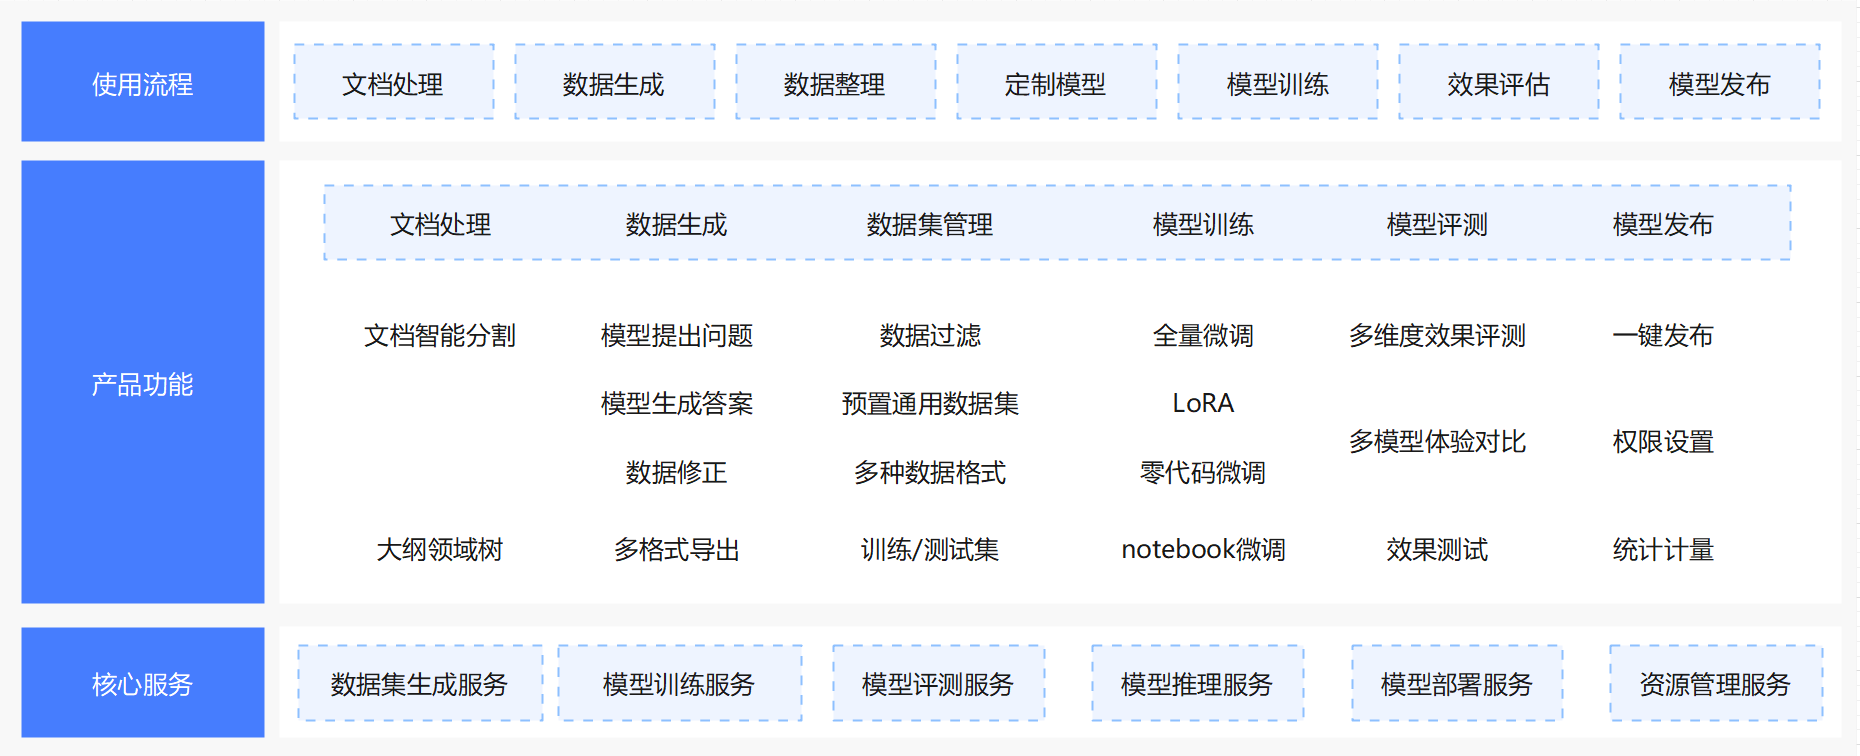 使用流程
文档处理
数据生成
数据整理
定制模型
模型训练
效果评估
模型发布
产品功能
文档处理
数据生成
数据集管理
模型训练
模型评测
模型发布
文档智能分割
模型提出问题
数据过滤
全量微调
多维度效果评测
一键发布
模型生成答案
预置通用数据集
LoRA
多模型体验对比
权限设置
数据修正
多种数据格式
零代码微调
大纲领域树
多格式导出
训练/测试集
notebook微调
效果测试
统计计量
核心服务
数据集生成服务
模型训练服务
模型评测服务
模型推理服务
模型部署服务
资源管理服务